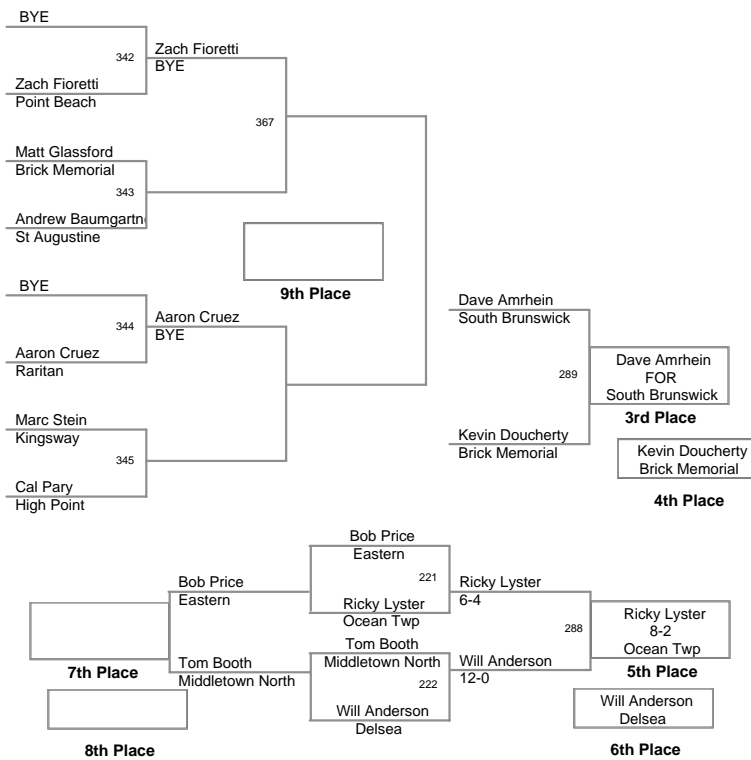 BYE
342
Zach Fioretti
BYE
Zach Fioretti
Point Beach
367
Matt Glassford
Brick Memorial
343
Andrew Baumgartn
St Augustine
9th Place
BYE
344
Aaron Cruez
BYE
Aaron Cruez
Raritan
Marc Stein
Kingsway
345
Cal Pary
High Point
Dave Amrhein
South Brunswick
289
Dave Amrhein
FOR
South Brunswick
3rd Place
Kevin Doucherty
Brick Memorial
Kevin Doucherty
Brick Memorial
4th Place
Bob Price
Eastern
221
Bob Price
Eastern
Ricky Lyster
Ocean Twp
Ricky Lyster
6-4
288
Ricky Lyster
8-2
Ocean Twp
5th Place
7th Place
Tom Booth
Middletown North
Tom Booth
Middletown North
222
Will Anderson
Delsea
Will Anderson
12-0
Will Anderson
Delsea
6th Place
8th Place